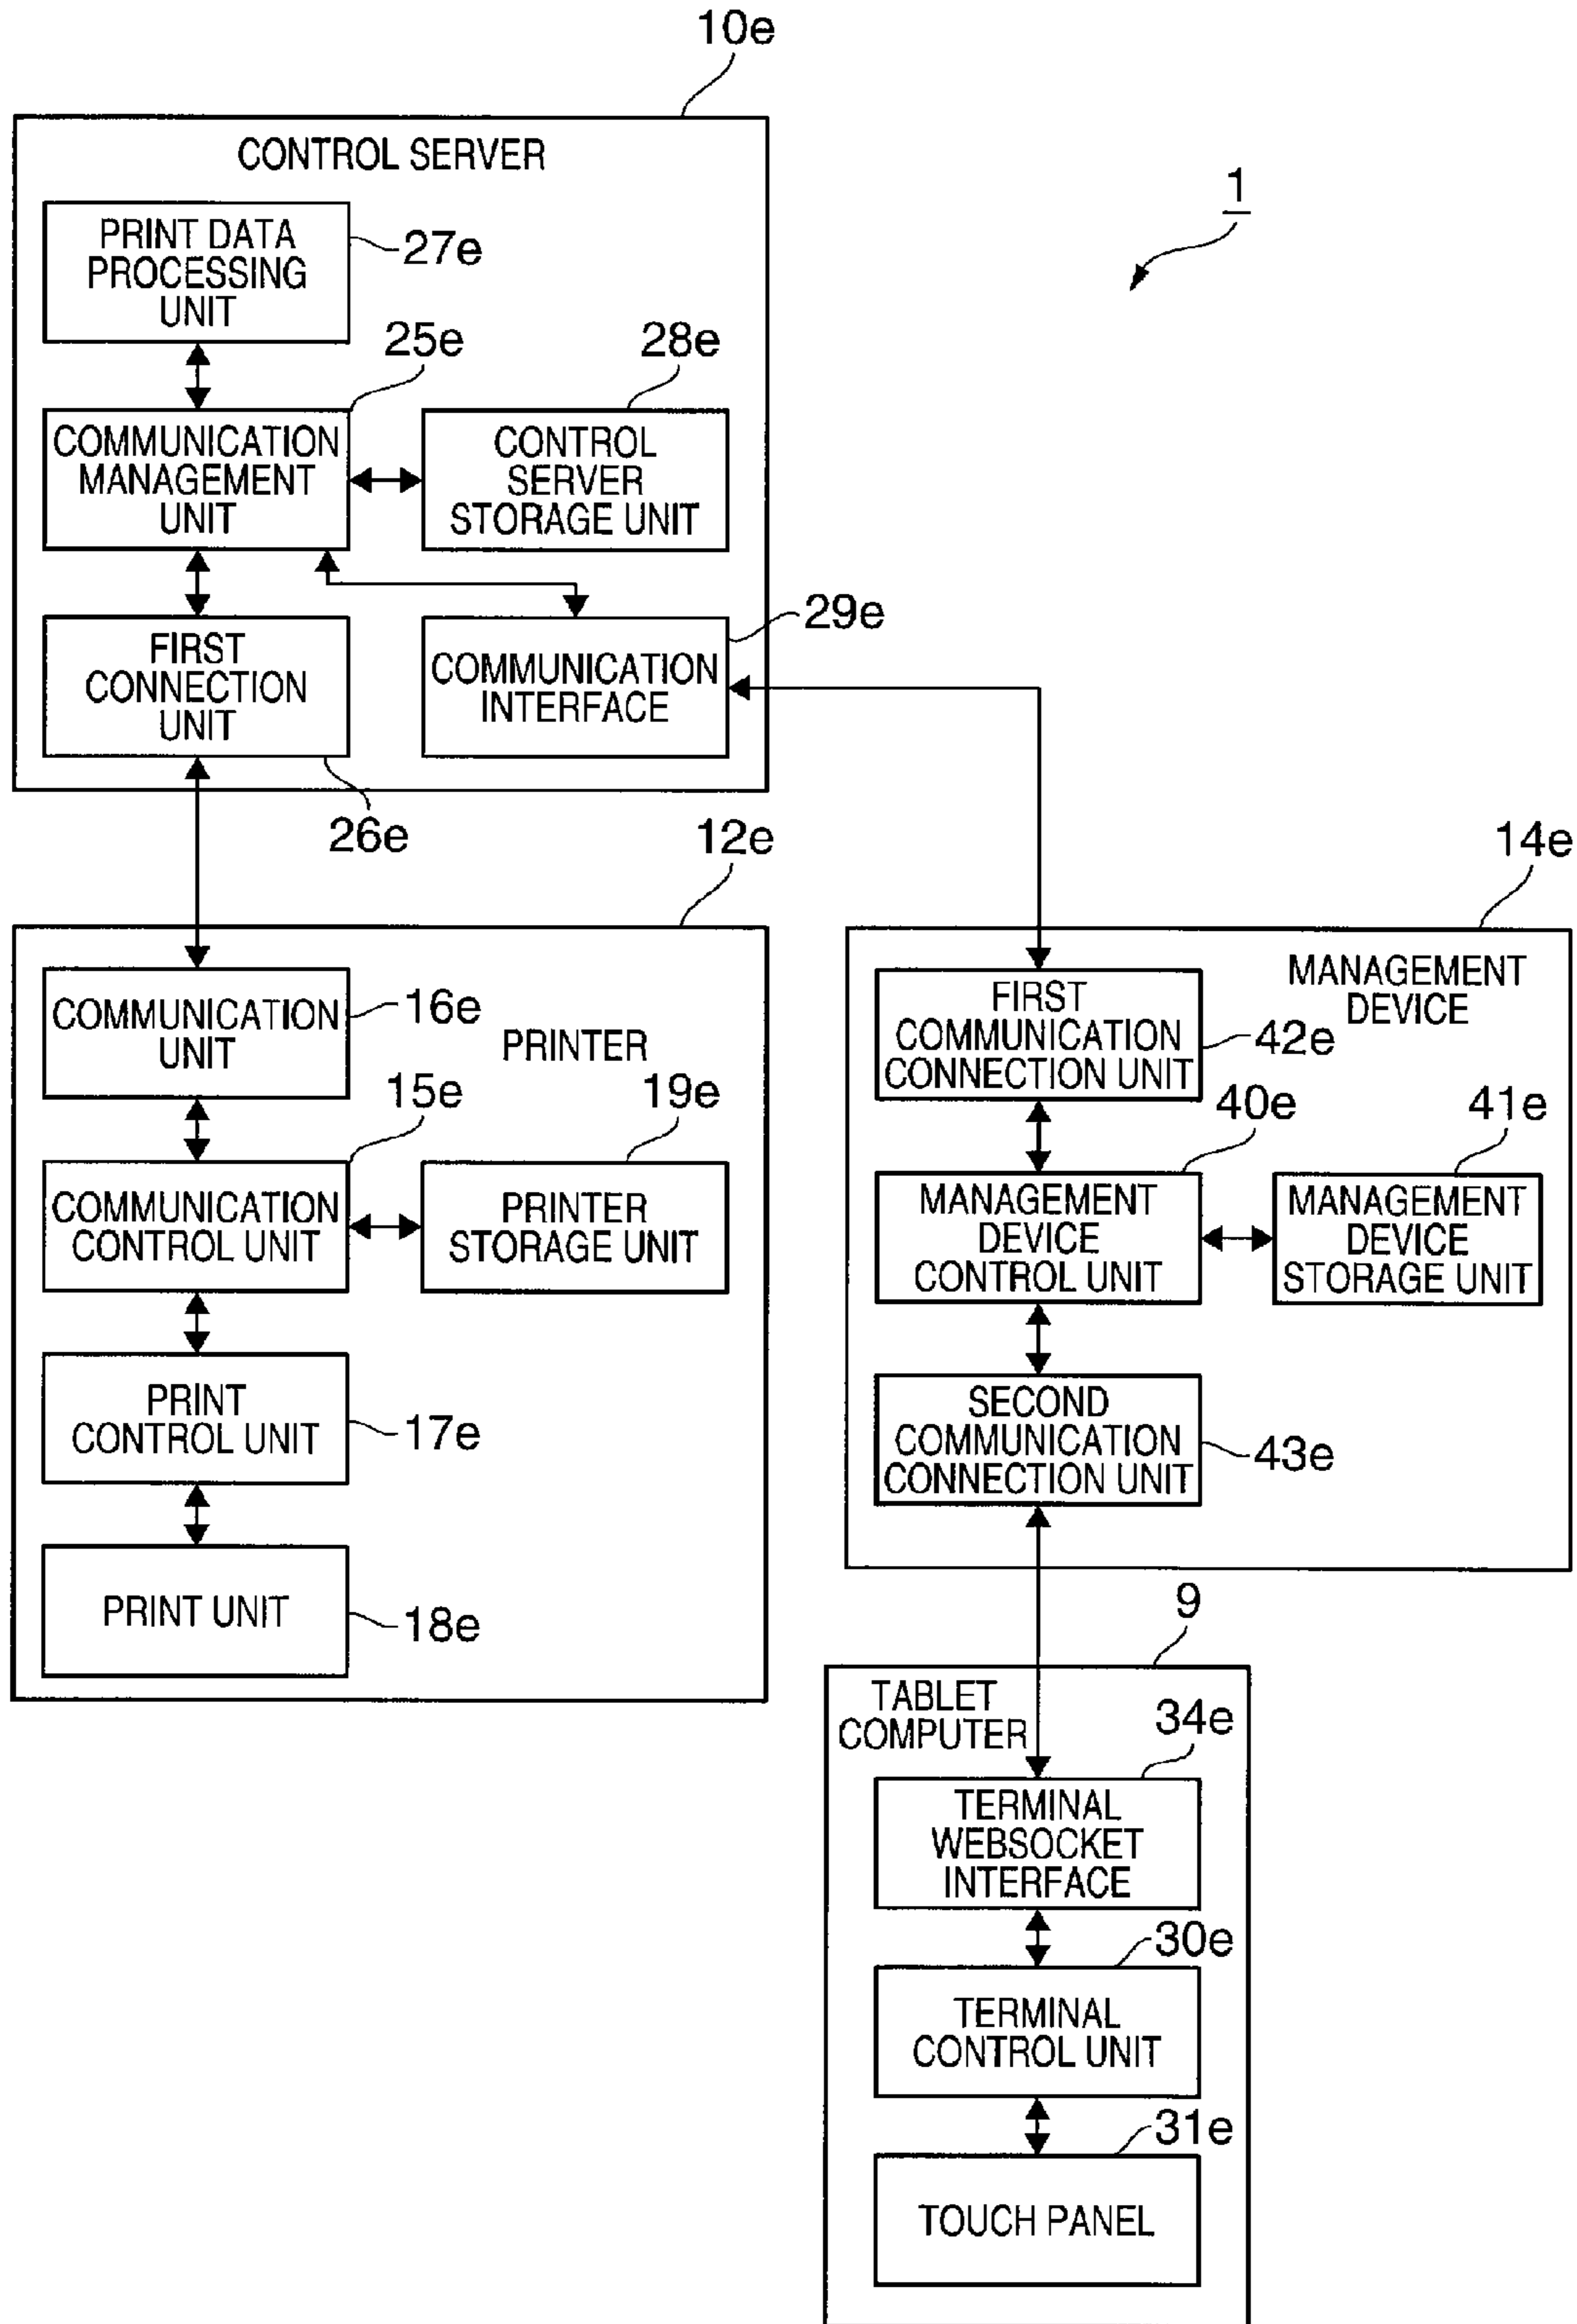 10e
CONTROL SERVER
1
PRINT DATA
PROCESSING
UNIT
27e
25e
28e
COMMUNICATION
MANAGEMENT
UNIT
CONTROL
SERVER
STORAGE UNIT
29e
FIRST
CONNECTION
UNIT
COMMUNICATION
INTERFACE
26e
12e
14e
COMMUNICATION
UNIT
16e
PRINTER
15e
19e
COMMUNICATION
CONTROL UNIT
PRINTER
STORAGE UNIT
PRINT
CONTROL UNIT
17e
PRINT UNIT
18e
MANAGEMENT
DEVICE
FIRST
COMMUNICATION
CONNECTION UNIT
42e
40e
41e
MANAGEMENT
DEVICE
CONTROL UNIT
MANAGEMENT
DEVICE
STORAGE UNIT
SECOND
COMMUNICATION
CONNECTION UNIT
43e
9
TABLET
COMPUTER
34e
TERMINAL
WEBSOCKET
INTERFACE
30e
TERMINAL
CONTROL UNIT
31e
TOUCH PANEL